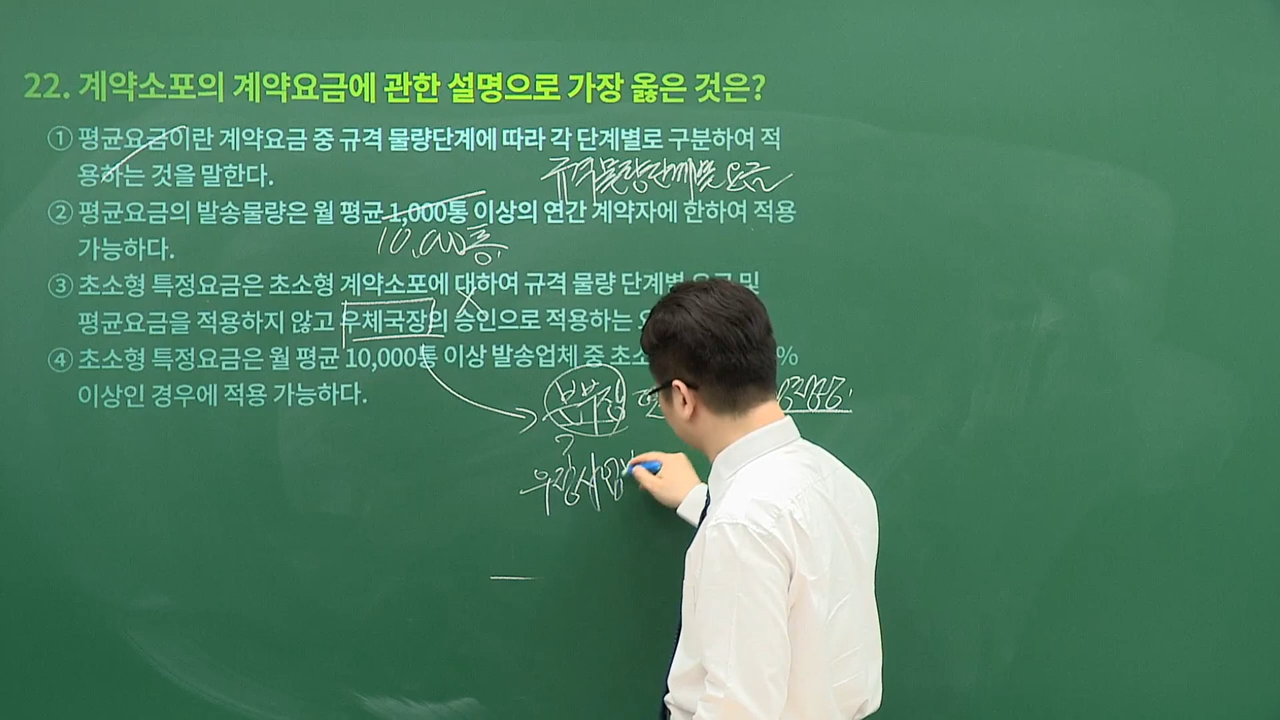 22. 계약소포의 계약요금에 관한 설명으로 가장 옳은 것은?
① 평균요금이란 계약요금 중 규격 물량단계에 따라 각 단계별로 구분하여 적
용하는 것을 말한다.
규격물량단계별요금
② 평균요금의 발송물량은 월 평균 1,000통 이상의 연간 계약자에 한하여 적용
10,000통.
가능하다.
③ 초소형 특정요금은 초소형 계약소포에 대하여 규격 물량 단계별 요금 및
평균요금을 적용하지 않고 우체국장의 승인으로 적용하는
④ 초소형 특정요금은 월 평균 10,000통 이상 발송업체 중 초소 %
이상인 경우에 적용 가능하다.
본부장
우정사업